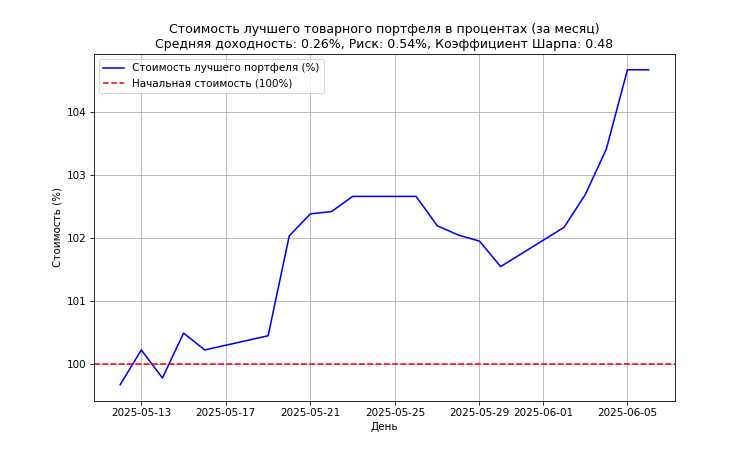 Стоимость лучшего товарного портфеля в процентах (за месяц)
Средняя доходность: 0.26%, Риск: 0.54%, Коэффициент Шарпа: 0.48
Стоимость лучшего портфеля (%)
Начальная стоимость (100%)
Стоимость (%)
104
103
102
101
100
2025-05-13 2025-05-17 2025-05-21 2025-05-25 2025-05-29 2025-06-01 2025-06-05
День